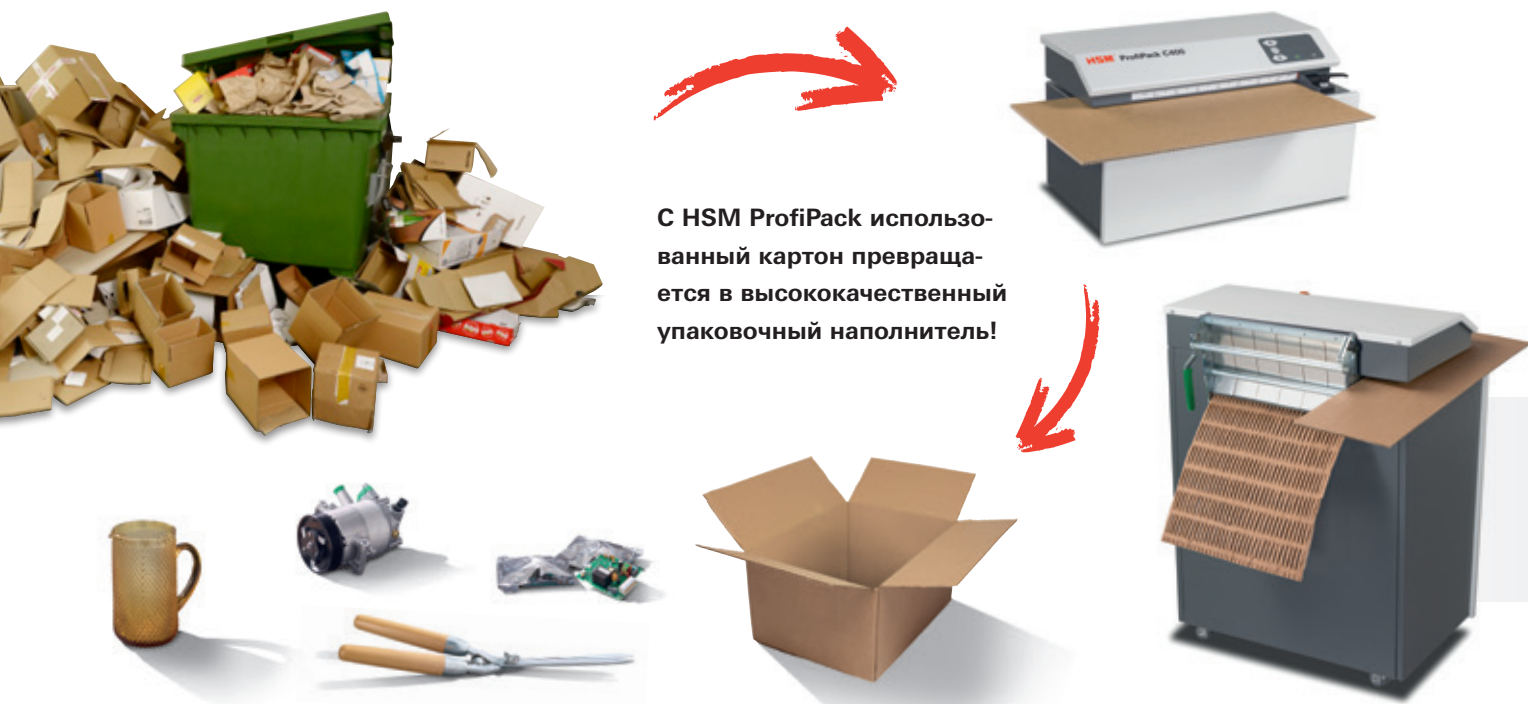 HSM ProfiPack C400
С HSM ProfiPack использо-
ванный картон превраща-
ется в высококачественный
упаковочный наполнитель!